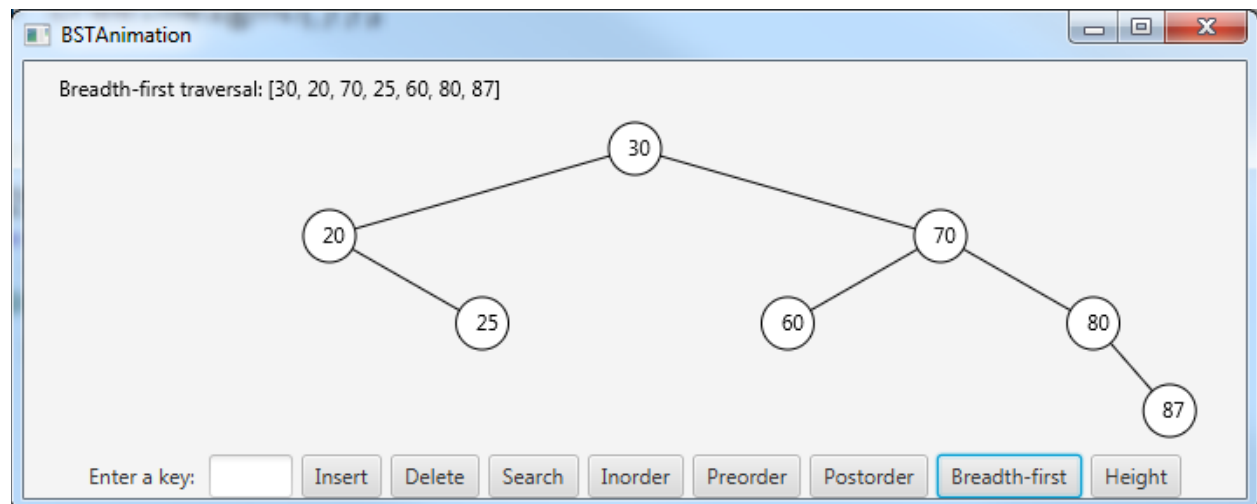 BSTAnimation
Breadth-first traversal: [30, 20, 70, 25, 60, 80, 87]
30
20 70
25 60 80
87
Enter a key: Insert Delete Search Inorder Preorder Postorder Breadth-first Height